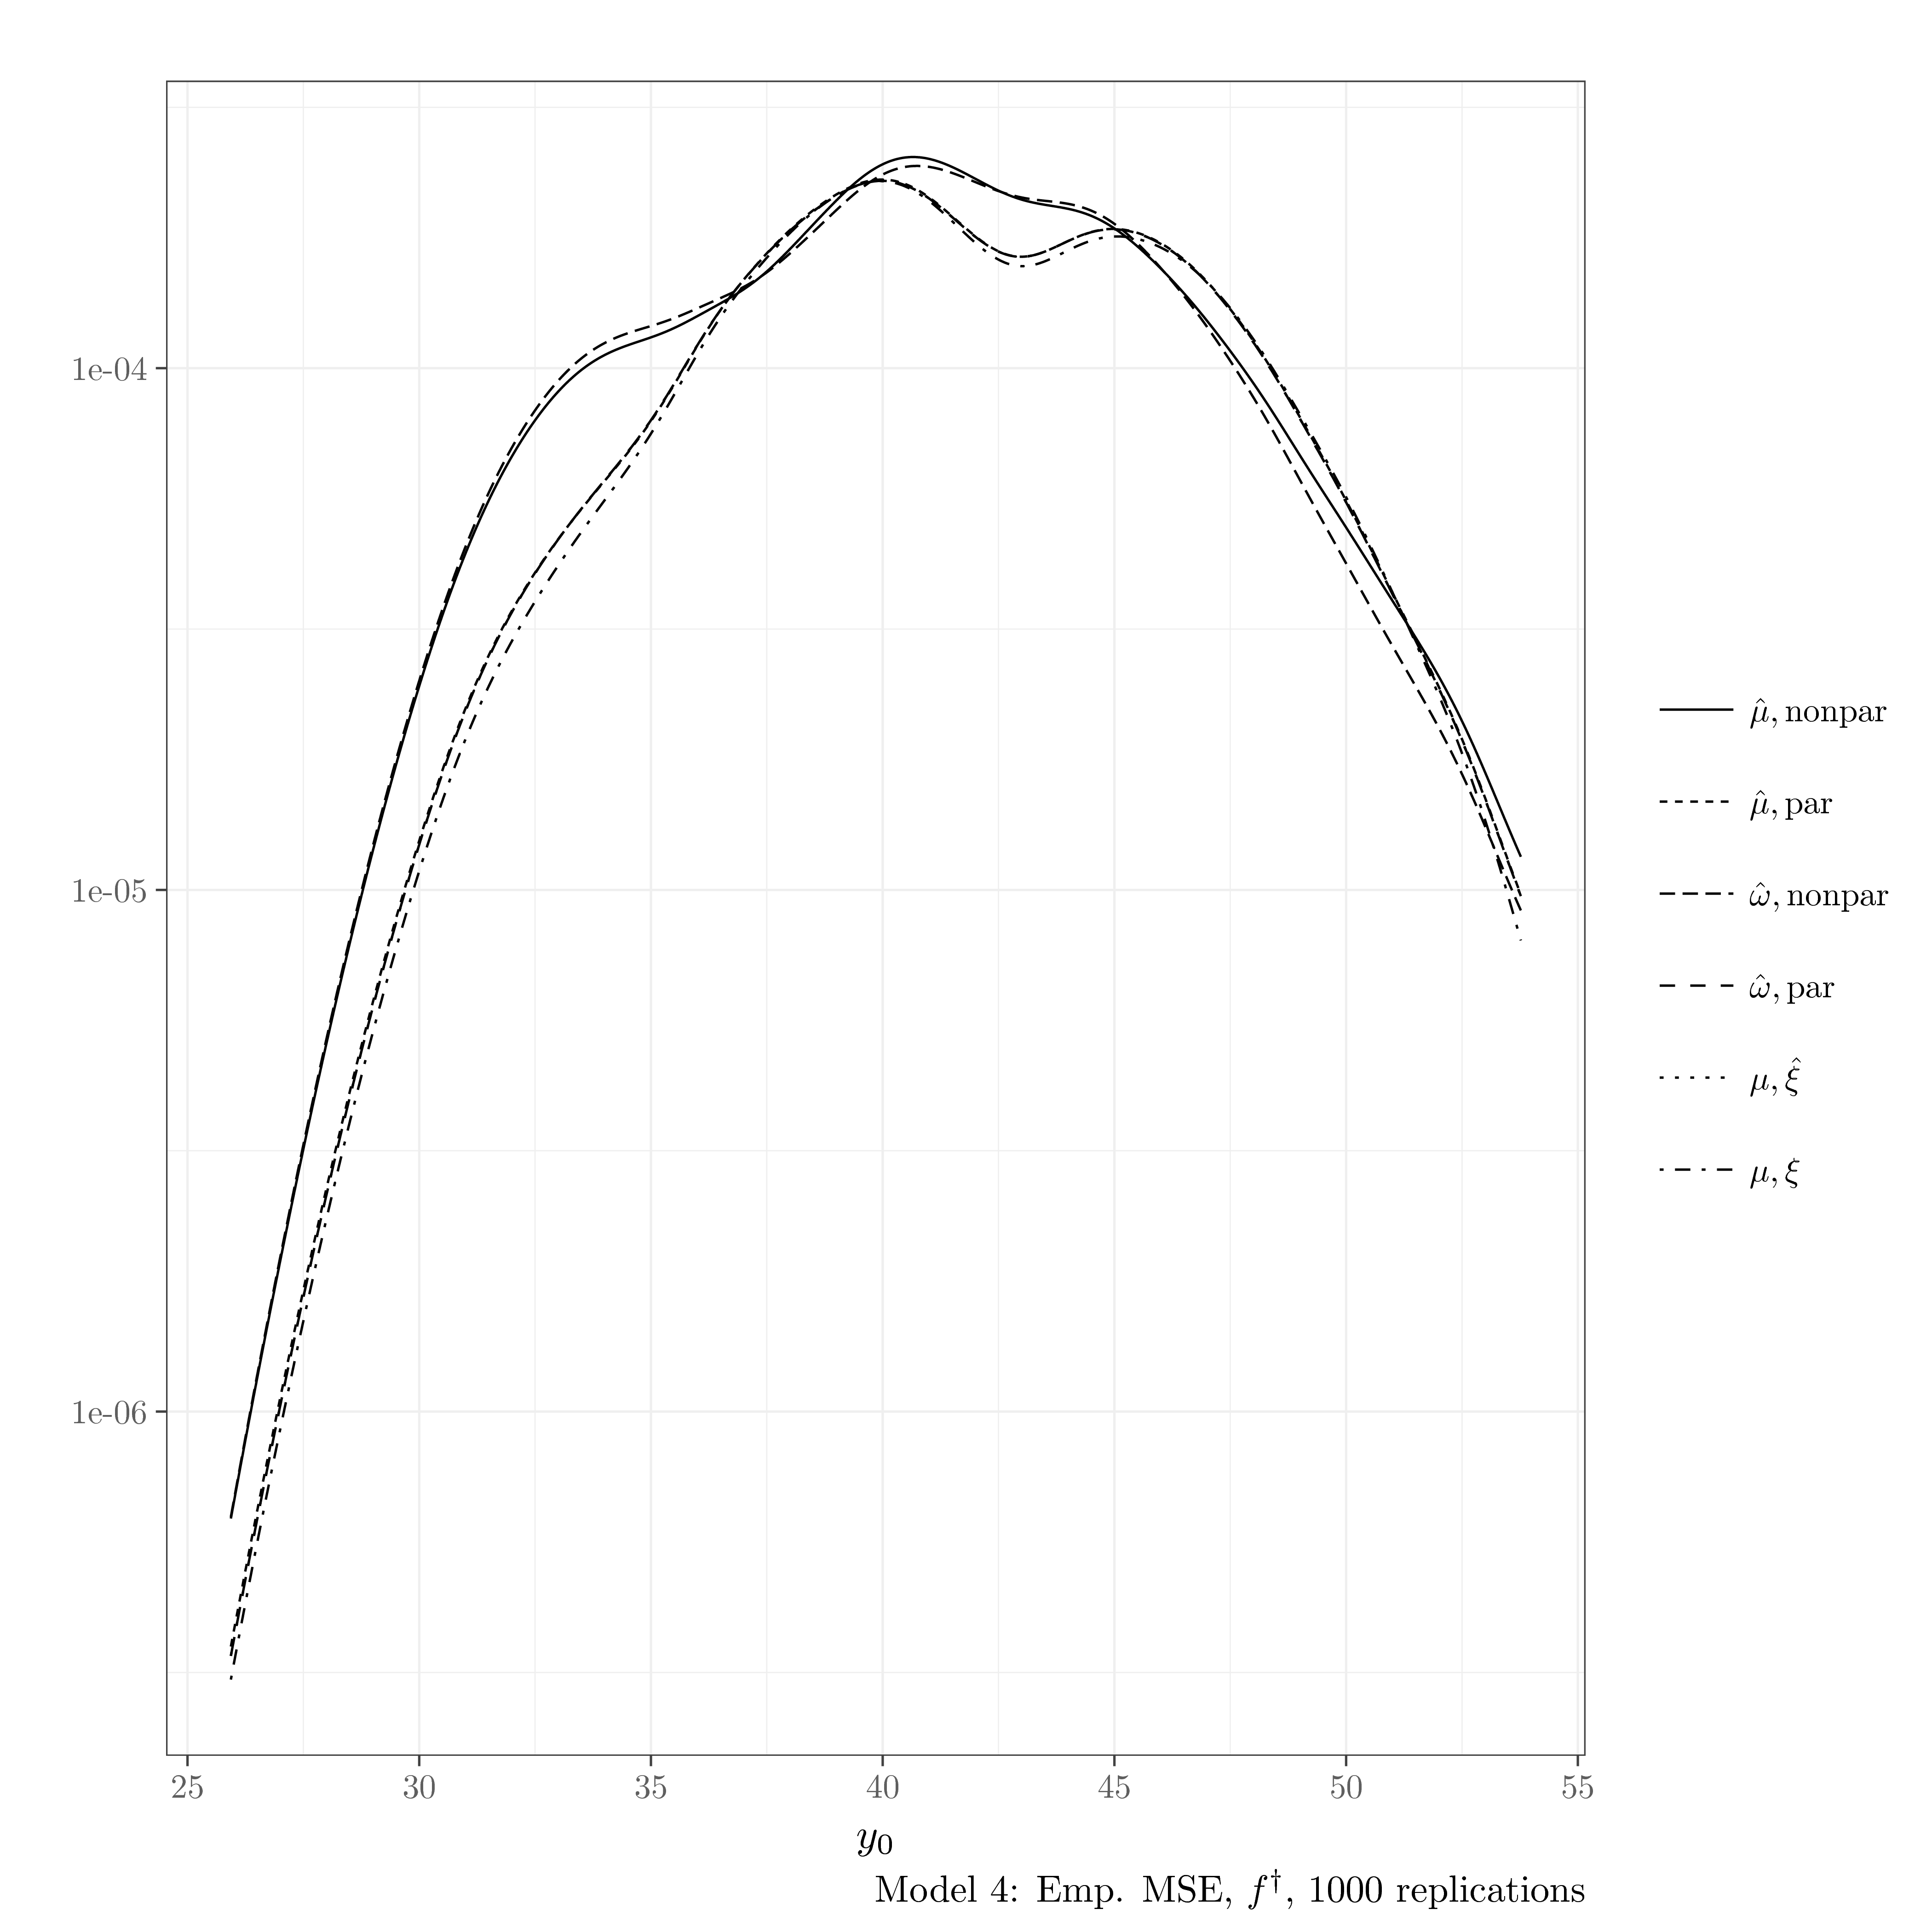 1e-04
1e-05
1e-06
25 30 35 40 45 50 55
y₀
Model 4: Emp. MSE, f†, 1000 replications
μ̂, nonpar
μ̂, par
ω̂, nonpar
ω̂, par
μ, ξ̂
μ, ξ